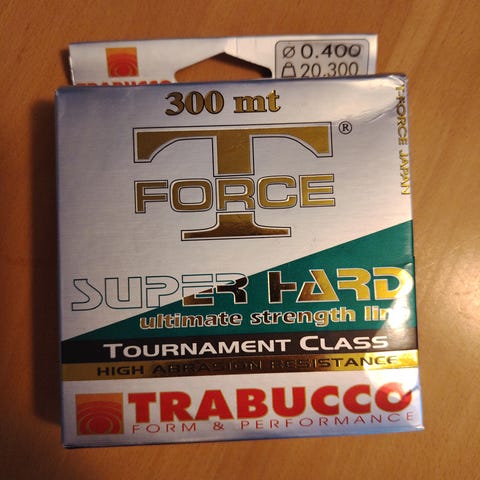 TRABUCCO
Ø 0.400
20,300
300 mt
T
FORCE®
T-FORCE JAPAN
SUPER HARD
ultimate strength line
TOURNAMENT CLASS
HIGH ABRASION RESISTANCE
TRABUCCO
FORM & PERFORMANCE